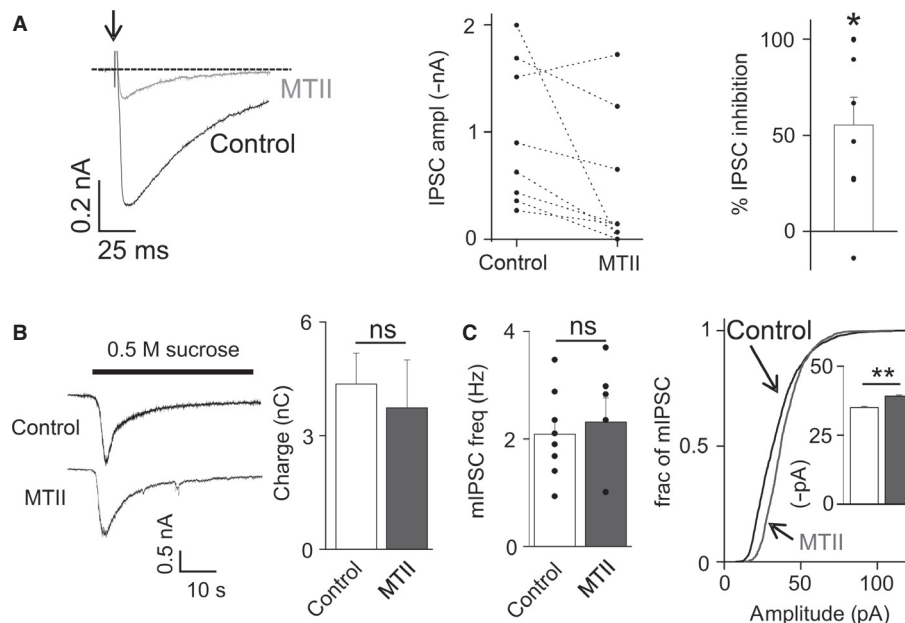 A
MTII
Control
0.2 nA
25 ms
IPSC ampl (–nA)
2
1
0
Control
MTII
% IPSC inhibition
100
50
0
*
B
0.5 M sucrose
Control
MTII
0.5 nA
10 s
Charge (nC)
6
3
0
ns
Control
MTII
C
mIPSC freq (Hz)
4
2
0
ns
Control
MTII
frac of mIPSC
1
0.5
0
Control
MTII
(–pA)
50
25
0
**
0
50
100
Amplitude (pA)